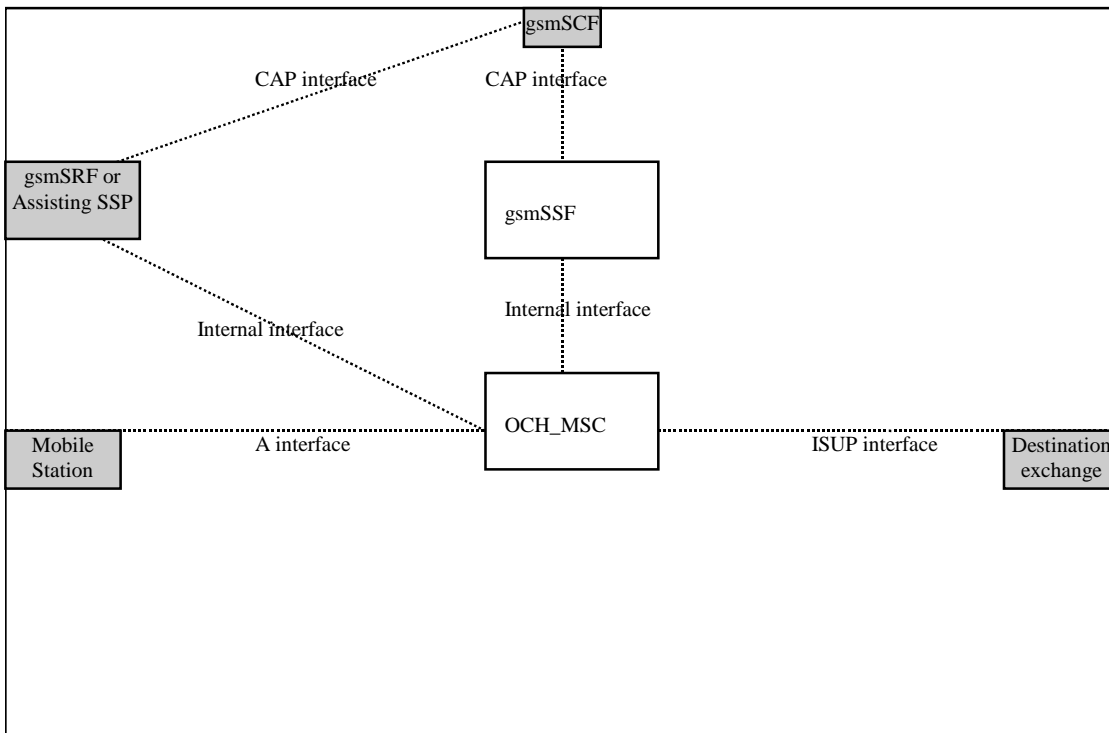 gsmSCF
CAP interface
CAP interface
gsmSRF or
Assisting SSP
gsmSSF
Internal interface
Internal interface
OCH_MSC
Mobile
Station
A interface
ISUP interface
Destination
exchange